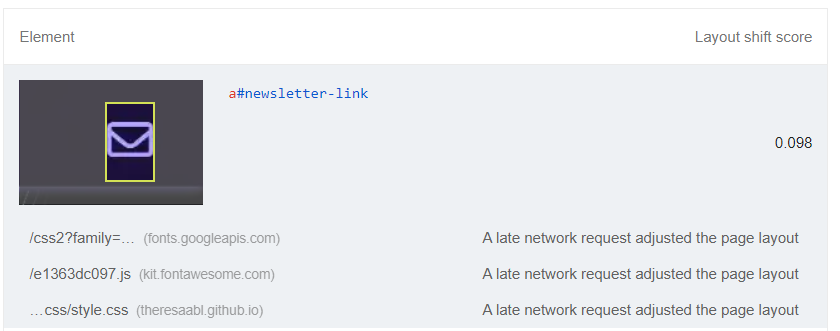 Element Layout shift score
a#newsletter-link
0.098
/css2?family=... (fonts.googleapis.com) A late network request adjusted the page layout
/e1363dc097.js (kit.fontawesome.com) A late network request adjusted the page layout
...css/style.css (theresaabl.github.io) A late network request adjusted the page layout